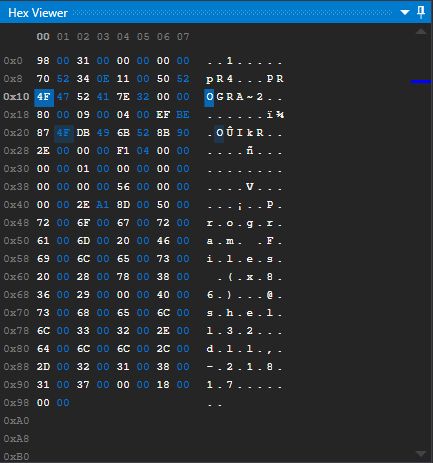 Hex Viewer
00 01 02 03 04 05 06 07
0x0 98 00 31 00 00 00 00 00 ..1.....
0x8 70 52 34 0E 11 00 50 52 pR4...PR
0x10 4F 47 52 41 7E 32 00 00 OGRA~2..
0x18 80 00 09 00 04 00 EF BE ......ï¾
0x20 87 4F DB 49 6B 52 8B 90 .OÛIkR..
0x28 2E 00 00 00 F1 04 00 00 ....ñ...
0x30 00 00 01 00 00 00 00 00 ........
0x38 00 00 00 00 56 00 00 00 ....V...
0x40 00 00 2E A1 8D 00 50 00 ...¡..P.
0x48 72 00 6F 00 67 00 72 00 r.o.g.r.
0x50 61 00 6D 00 20 00 46 00 a.m. .F.
0x58 69 00 6C 00 65 00 73 00 i.l.e.s.
0x60 20 00 28 00 78 00 38 00 .(.x.8.
0x68 36 00 29 00 00 00 40 00 6.)...@.
0x70 73 00 68 00 65 00 6C 00 s.h.e.l.
0x78 6C 00 33 00 32 00 2E 00 l.3.2...
0x80 64 00 6C 00 6C 00 2C 00 d.l.l.,.
0x88 2D 00 32 00 31 00 38 00 -.2.1.8.
0x90 31 00 37 00 00 00 18 00 1.7.....
0x98 00 00 ..
0xA0
0xA8
0xB0